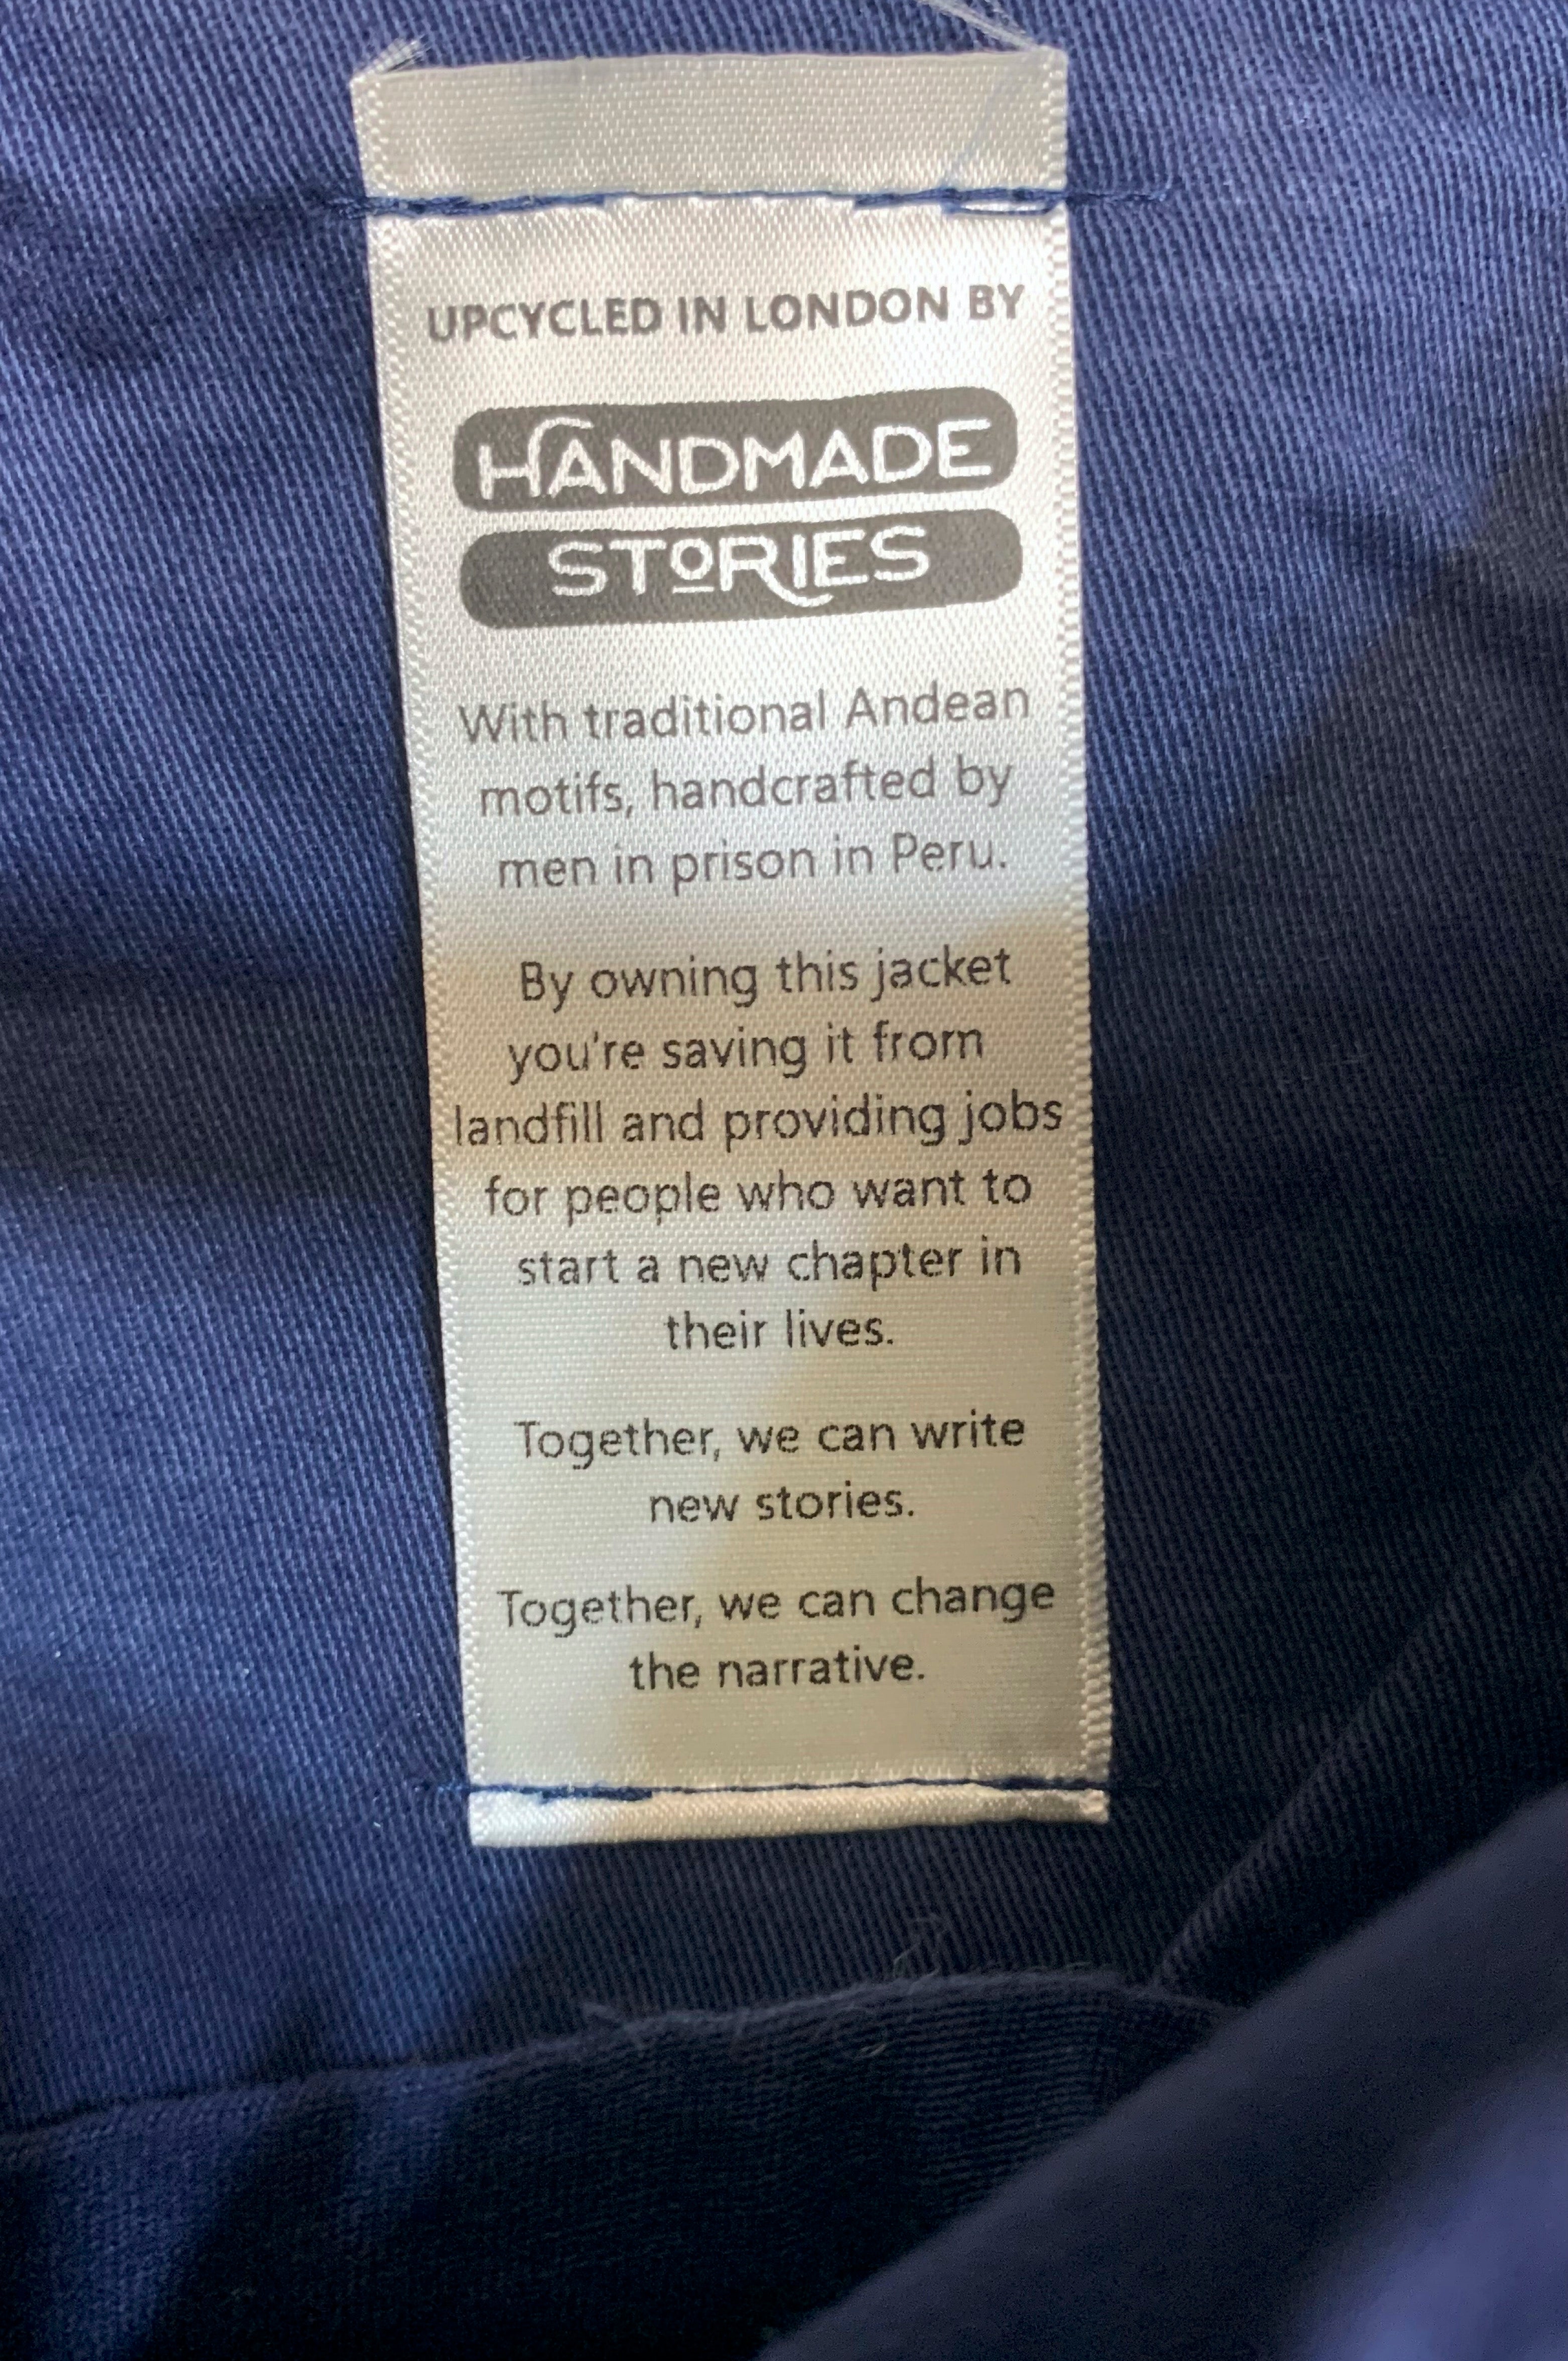 UPCYCLED IN LONDON BY
HANDMADE
STORIES
With traditional Andean
motifs, handcrafted by
men in prison in Peru.
By owning this jacket
you're saving it from
landfill and providing jobs
for people who want to
start a new chapter in
their lives.
Together, we can write
new stories.
Together, we can change
the narrative.